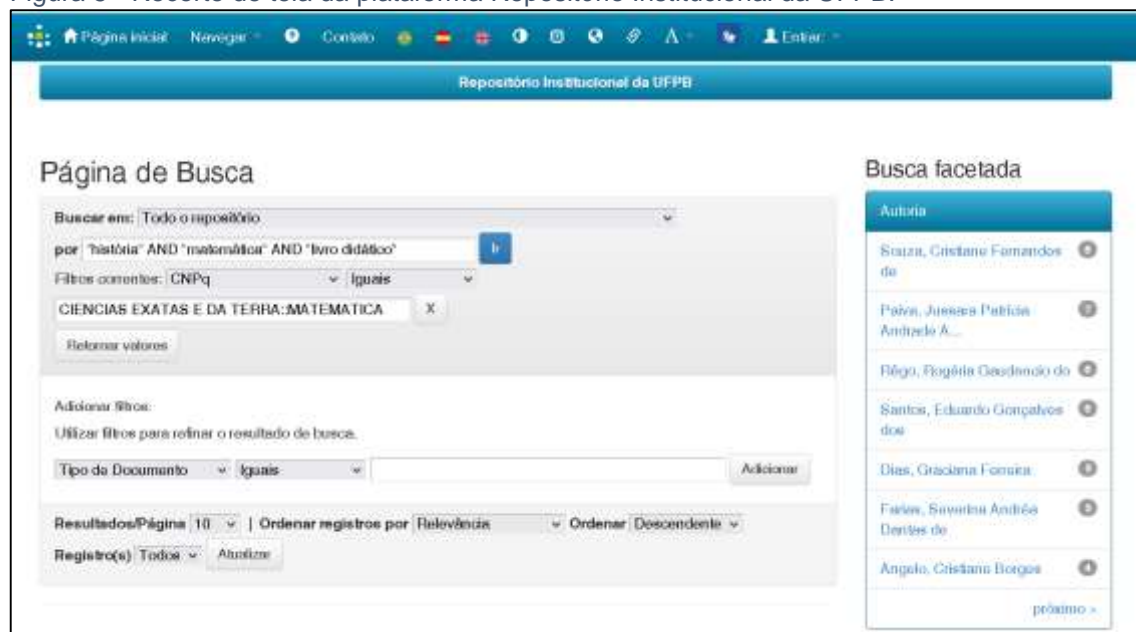 Figura 3 - Recorte de tela da plataforma Repositório Institucional da UFPB.
Página inicial Navegar Contato Entrar:
Repositório Institucional da UFPB
Página de Busca
Buscar em: Todo o repositório
por "história" AND "matemática" AND "livro didático" Ir
Filtros correntes: CNPq Iguais
CIENCIAS EXATAS E DA TERRA::MATEMATICA X
Retornar valores
Adicionar filtros:
Utilizar filtros para refinar o resultado de busca.
Tipo de Documento Iguais Adicionar
Resultados/Página 10 | Ordenar registros por Relevância Ordenar Descendente
Registro(s) Todos Atualizar
Busca facetada
Autoria
Souza, Cristiane Fernandes
de
Paiva, Jussara Patrícia
Andrade A...
Rêgo, Rogéria Gaudencio do
Santos, Eduardo Gonçalves
dos
Dias, Graciana Ferreira
Farias, Severina Andréa
Dantas de
Angelo, Cristiane Borges
próximo >